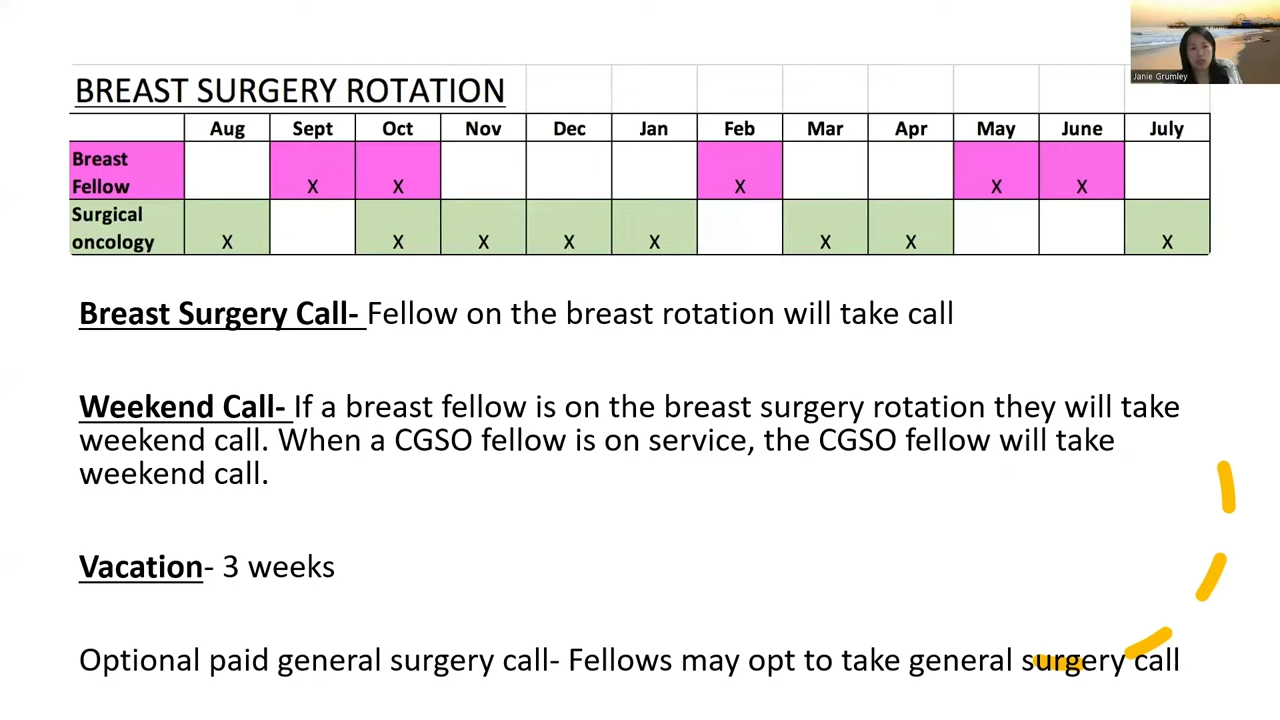 Janie Grumley
BREAST SURGERY ROTATION
Aug Sept Oct Nov Dec Jan Feb Mar Apr May June July
Breast
Fellow X X X X X
Surgical
oncology X X X X X X X X
Breast Surgery Call- Fellow on the breast rotation will take call
Weekend Call- If a breast fellow is on the breast surgery rotation they will take
weekend call. When a CGSO fellow is on service, the CGSO fellow will take
weekend call.
Vacation- 3 weeks
Optional paid general surgery call- Fellows may opt to take general surgery call